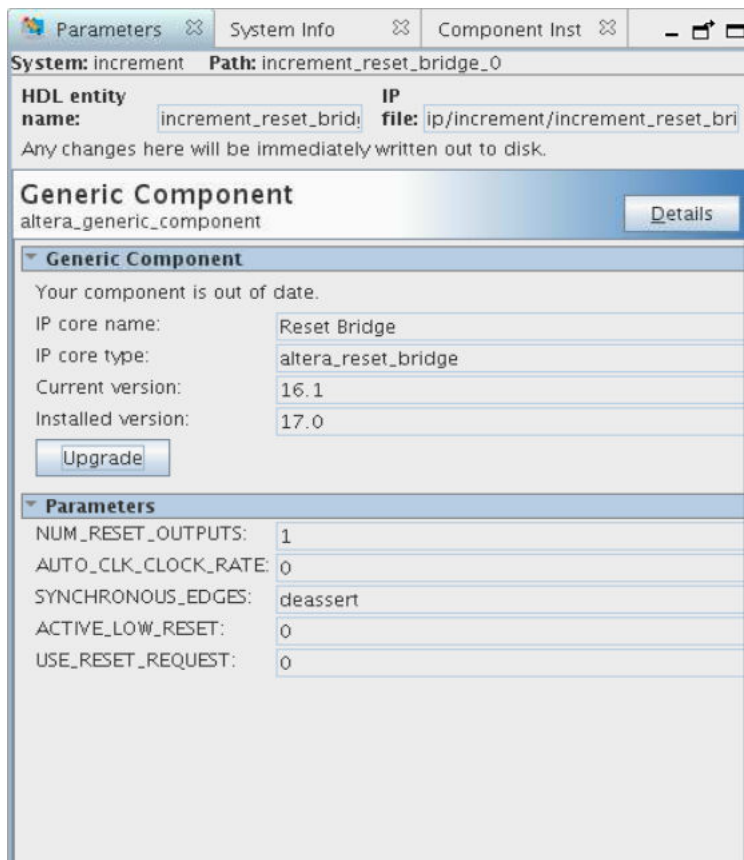 Parameters System Info Component Inst
System: increment Path: increment_reset_bridge_0
HDL entity name: increment_reset_brid IP file: ip/increment/increment_reset_bri
Any changes here will be immediately written out to disk.
Generic Component
altera_generic_component
Details
Generic Component
Your component is out of date.
IP core name: Reset Bridge
IP core type: altera_reset_bridge
Current version: 16.1
Installed version: 17.0
Upgrade
Parameters
NUM_RESET_OUTPUTS: 1
AUTO_CLK_CLOCK_RATE: 0
SYNCHRONOUS_EDGES: deassert
ACTIVE_LOW_RESET: 0
USE_RESET_REQUEST: 0